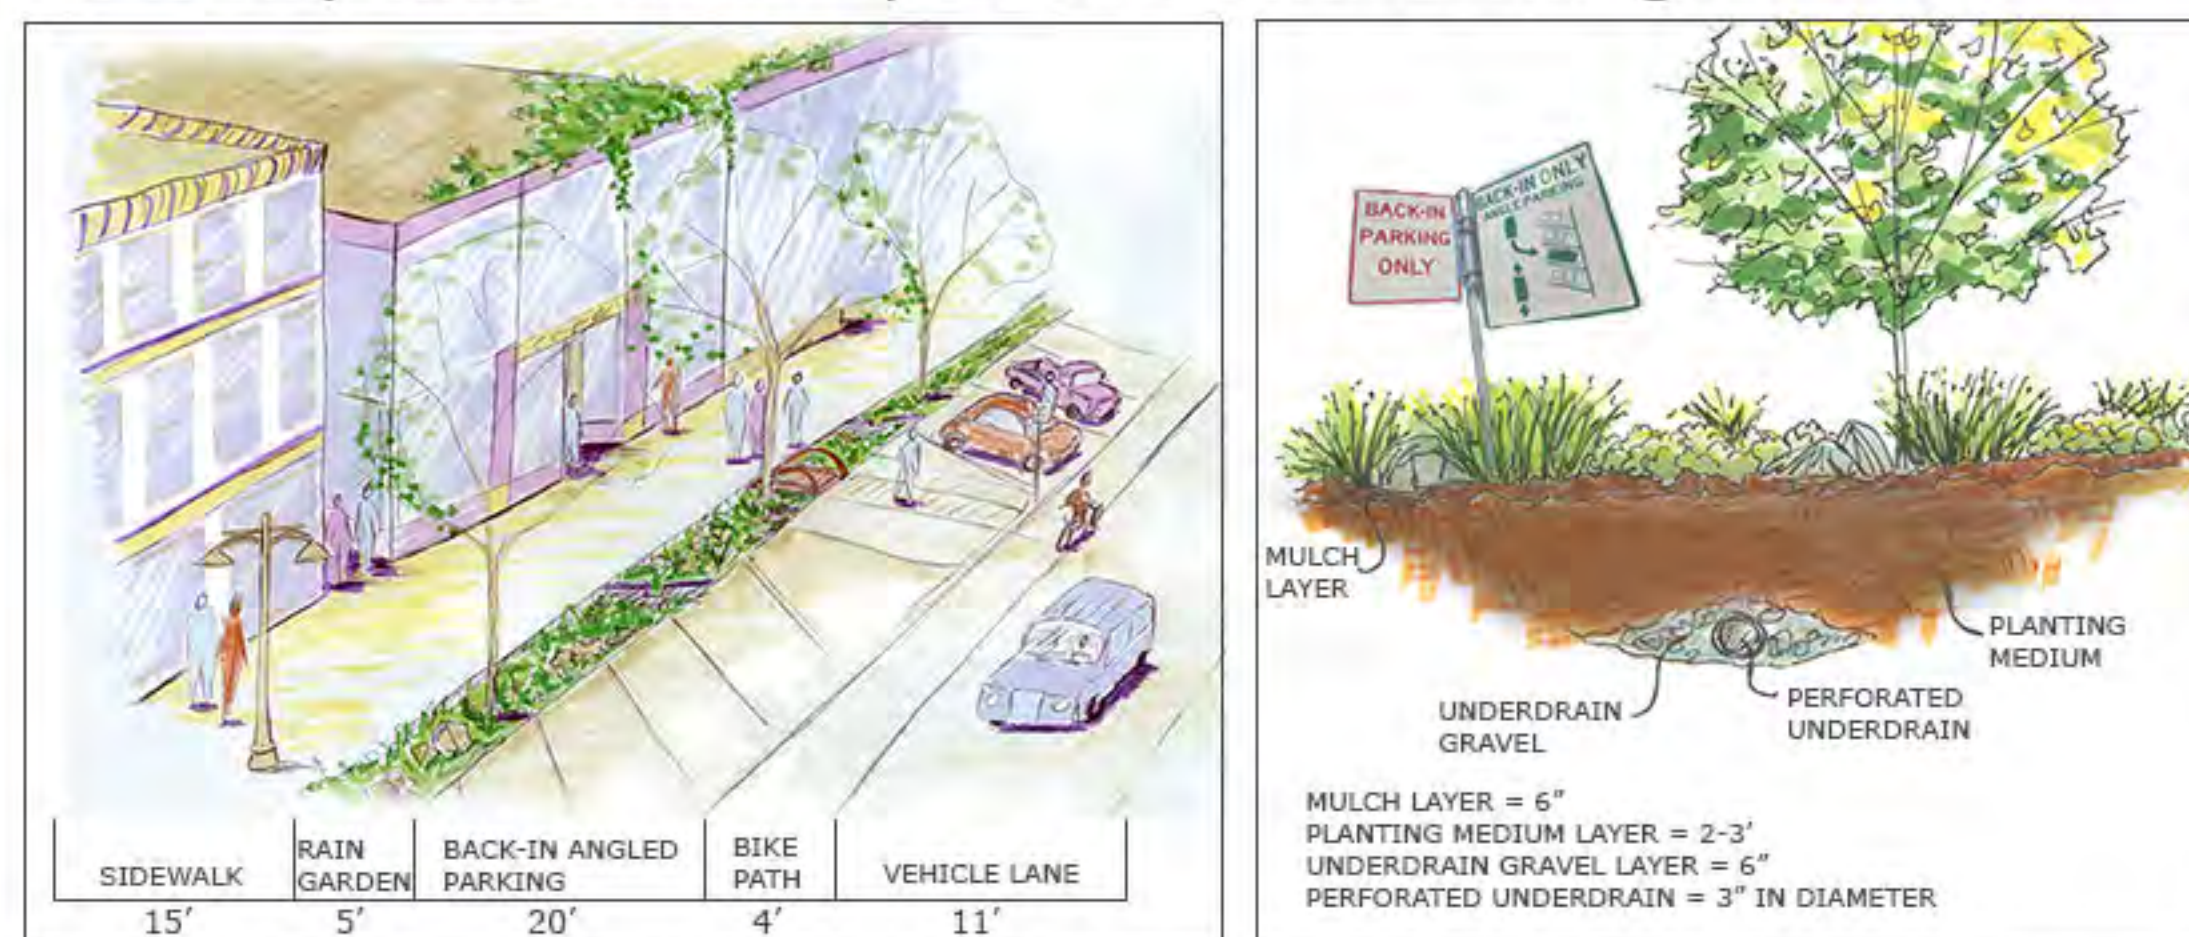 SIDEWALK
RAIN
GARDEN
BACK-IN ANGLED
PARKING
BIKE
PATH
VEHICLE LANE
15’
5’
20’
4’
11’
BACK-IN
PARKING
ONLY
BACK-IN ONLY
ANGLE PARKING
MULCH
LAYER
PLANTING
MEDIUM
UNDERDRAIN
GRAVEL
PERFORATED
UNDERDRAIN
MULCH LAYER = 6”
PLANTING MEDIUM LAYER = 2-3’
UNDERDRAIN GRAVEL LAYER = 6”
PERFORATED UNDERDRAIN = 3” IN DIAMETER